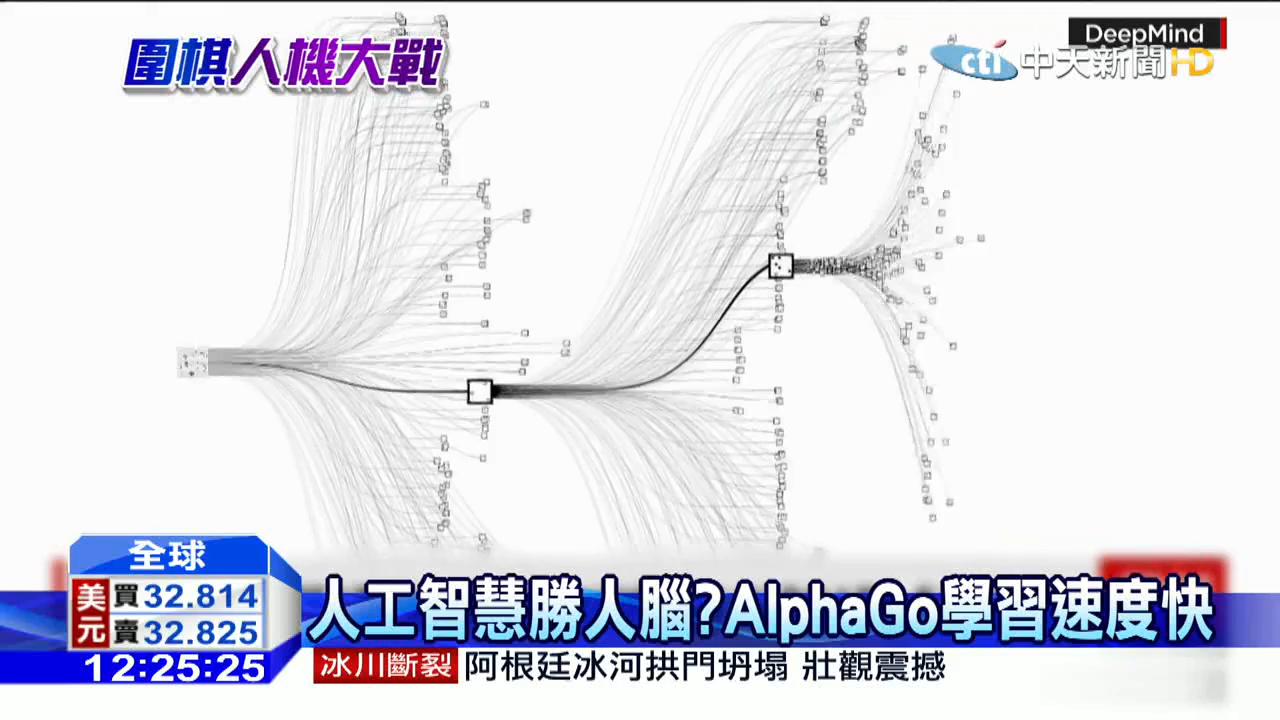 圍棋人機大戰
DeepMind
cti 中天新聞HD
全球
美元
買 32.814
賣 32.825
12:25:25
人工智慧勝人腦?AlphaGo學習速度快
冰川斷裂 阿根廷冰河拱門坍塌 壯觀震撼